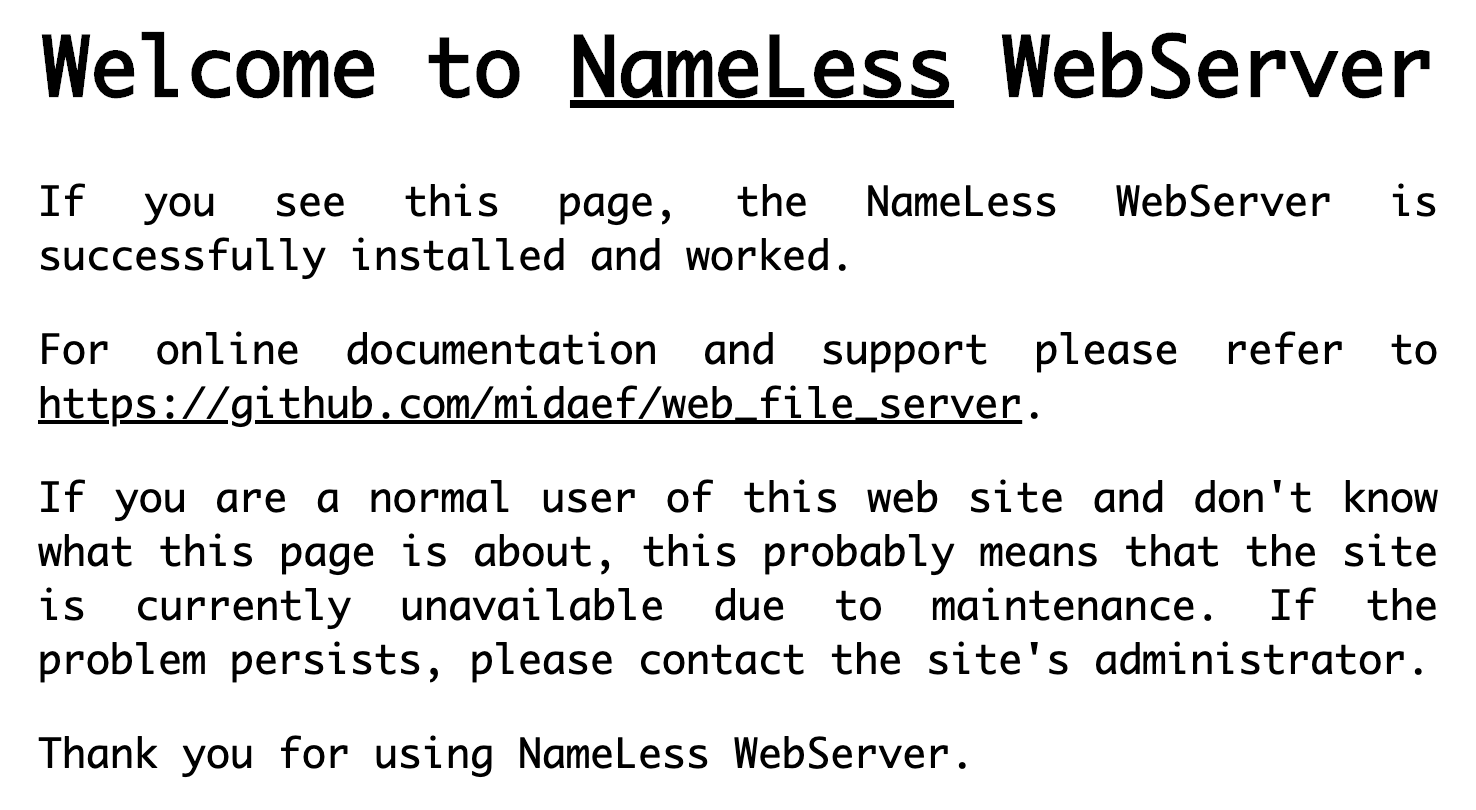 Welcome to NameLess WebServer
If you see this page, the NameLess WebServer is
successfully installed and worked.
For online documentation and support please refer to
https://github.com/midaef/web_file_server.
If you are a normal user of this web site and don't know
what this page is about, this probably means that the site
is currently unavailable due to maintenance. If the
problem persists, please contact the site's administrator.
Thank you for using NameLess WebServer.